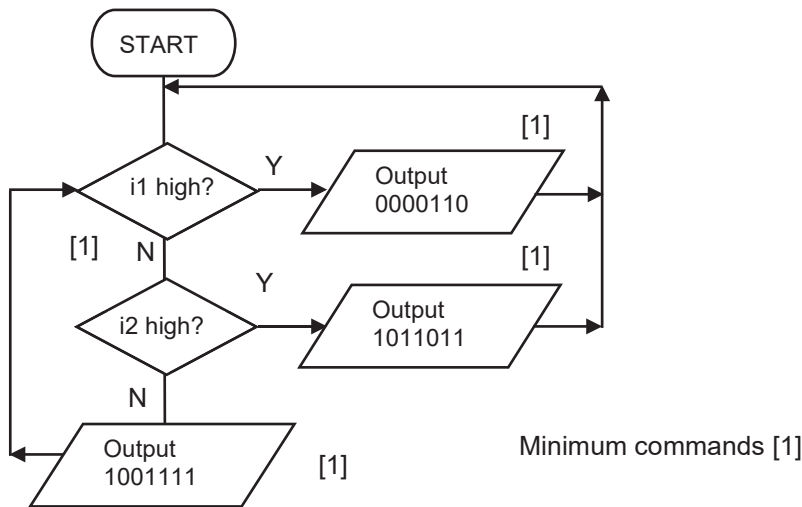 START
[1]
i1 high?
Y
Output
0000110
[1]
N
[1]
i2 high?
Y
Output
1011011
N
Output
1001111
[1]
Minimum commands [1]